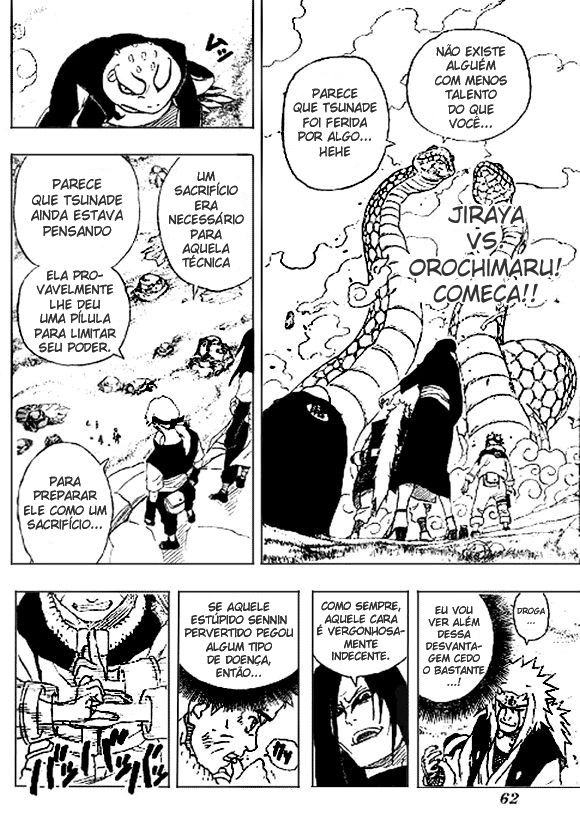 NÃO EXISTE
ALGUÉM
COM MENOS
TALENTO
DO QUE
VOCÊ...
PARECE
QUE TSUNADE
FOI FERIDA
POR ALGO...
HEHE
JIRAYA
VS
OROCHIMARU!
COMEÇA!!
UM
SACRIFÍCIO
ERA
NECESSÁRIO
PARA
AQUELA
TÉCNICA
PARECE
QUE TSUNADE
AINDA ESTAVA
PENSANDO
ELA PRO-
VAVELMENTE
LHE DEU
UMA PÍLULA
PARA LIMITAR
SEU PODER.
PARA
PREPARAR
ELE COMO UM
SACRIFÍCIO...
DROGA
...
EU VOU
VER ALÉM
DESSA
DESVANTA-
GEM CEDO
O BASTANTE
...!
COMO SEMPRE,
AQUELE CARA
É VERGONHOSA-
MENTE
INDECENTE.
SE AQUELE
ESTÚPIDO SENNIN
PERVERTIDO PEGOU
ALGUM TIPO
DE DOENÇA,
ENTÃO...
62